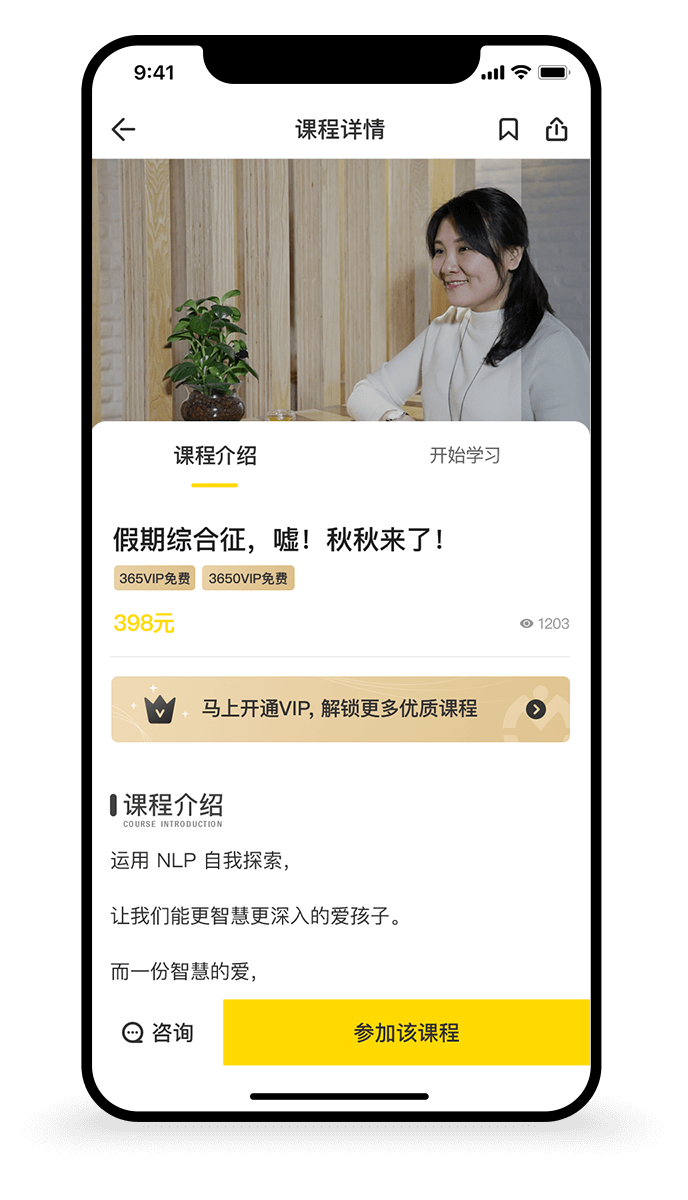 9:41
课程详情
课程介绍
开始学习
假期综合征，嘘！秋秋来了！
365VIP免费
3650VIP免费
398元
1203
马上开通VIP, 解锁更多优质课程
课程介绍
COURSE INTRODUCTION
运用 NLP 自我探索，
让我们能更智慧更深入的爱孩子。
而一份智慧的爱，
咨询
参加该课程